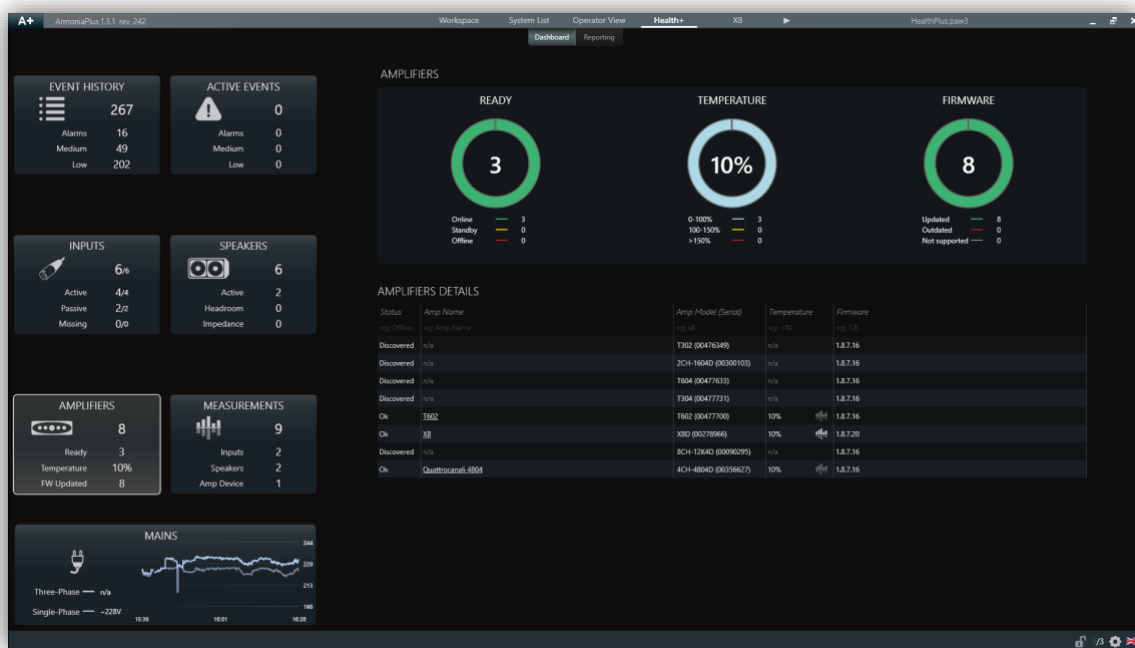 A+ ArmoniaPlus 1.3.1 rev. 242 Workspace System List Operator View Health+ X8 HealthPlus.paw3
Dashboard Reporting
EVENT HISTORY
267
Alarms 16
Medium 49
Low 202
ACTIVE EVENTS
0
Alarms 0
Medium 0
Low 0
INPUTS
6/6
Active 4/4
Passive 2/2
Missing 0/0
SPEAKERS
6
Active 2
Headroom 0
Impedance 0
AMPLIFIERS
8
Ready 3
Temperature 10%
FW Updated 8
MEASUREMENTS
9
Inputs 2
Speakers 2
Amp Device 1
MAINS
Three-Phase n/a
Single-Phase ~228V
244
229
213
198
15:36 16:01 16:26
AMPLIFIERS
READY
3
Online 3
Standby 0
Offline 0
TEMPERATURE
10%
0-100% 3
100-150% 0
>150% 0
FIRMWARE
8
Updated 8
Outdated 0
Not supported 0
AMPLIFIERS DETAILS
Status Amp Name Amp Model (Serial) Temperature Firmware
eg: Offline eg: Amp Name eg: x8 eg: >80 eg: 1.8
Discovered n/a T302 (00476349) n/a 1.8.7.16
Discovered n/a 2CH-1604D (00300103) n/a 1.8.7.16
Discovered n/a T604 (00477633) n/a 1.8.7.16
Discovered n/a T304 (00477731) n/a 1.8.7.16
Ok T602 T602 (00477700) 10% 1.8.7.16
Ok X8 X8D (00278966) 10% 1.8.7.20
Discovered n/a 8CH-12K4D (00090295) n/a 1.8.7.16
Ok Quattrocanali 4804 4CH-4804D (00356627) 10% 1.8.7.16
/3